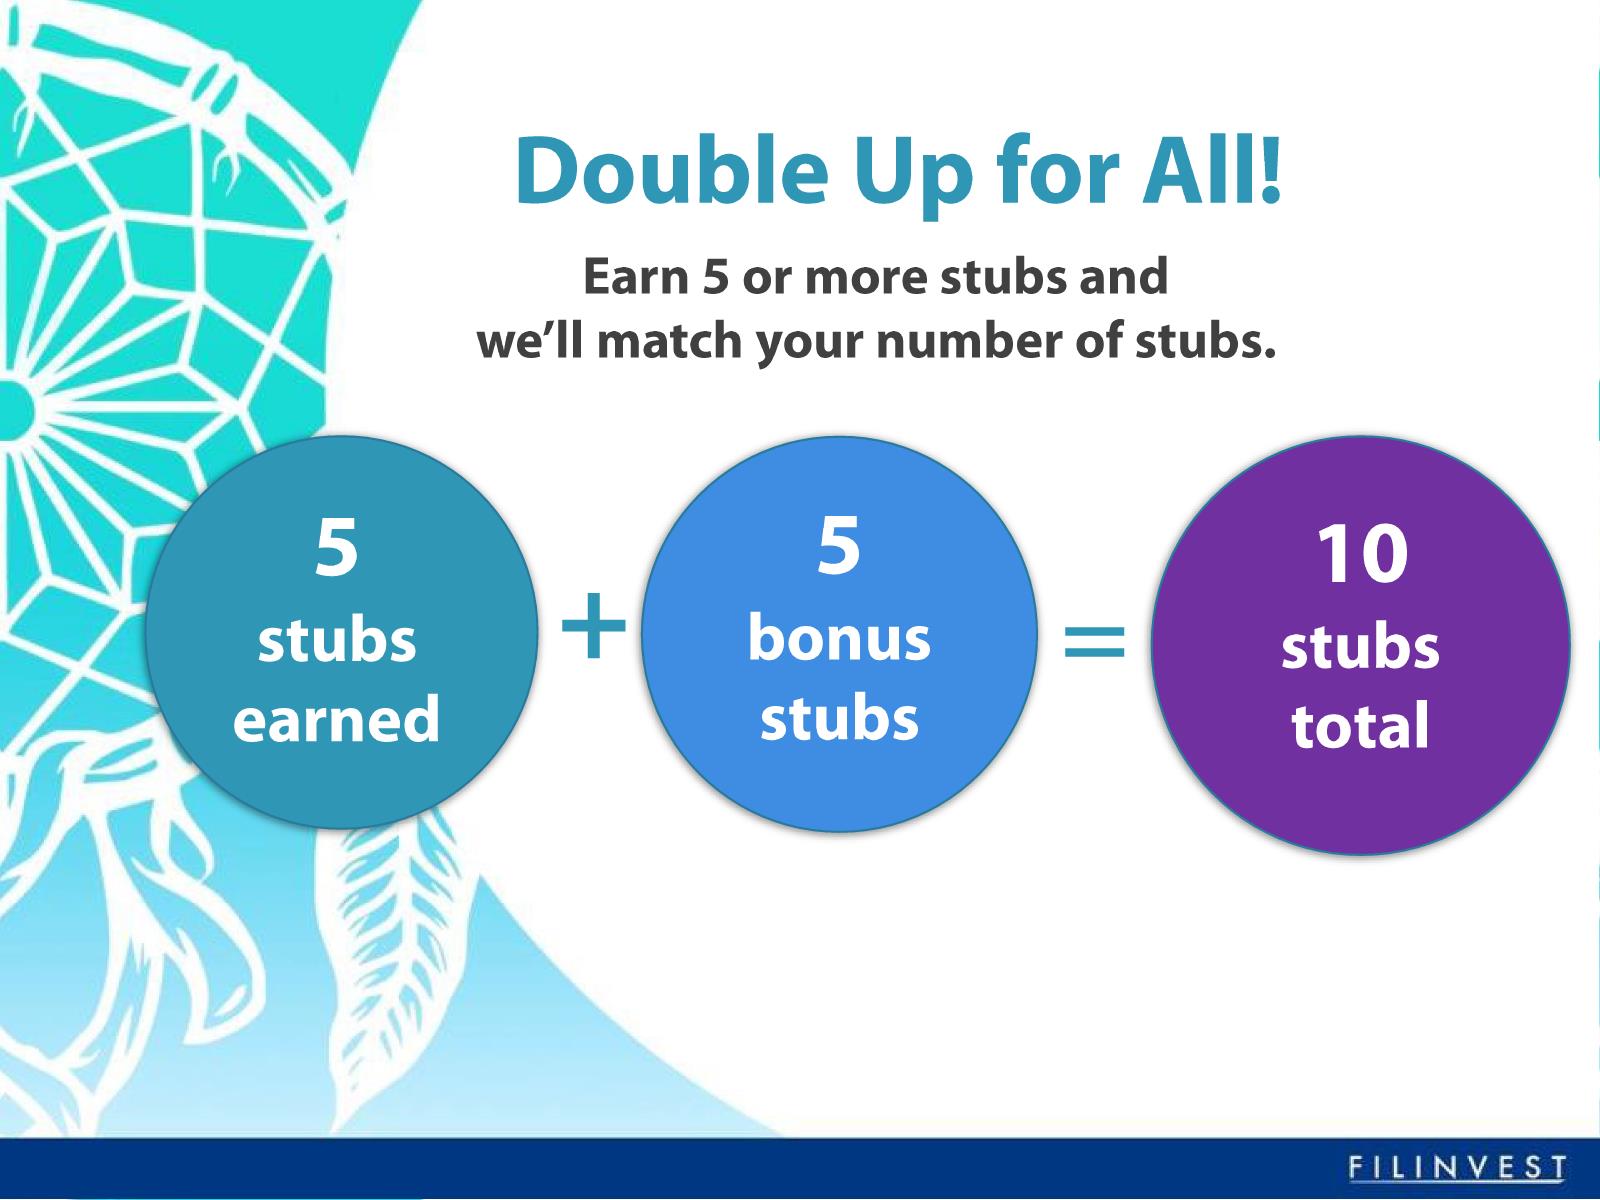 Double Up for All!
Earn 5 or more stubs and
we’ll match your number of stubs.
5
stubs
earned
+
5
bonus
stubs
=
10
stubs
total
FILINVEST